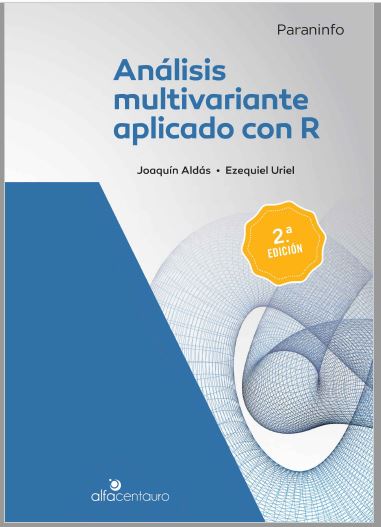 Paraninfo
Análisis
multivariante
aplicado con R
Joaquín Aldás • Ezequiel Uriel
2.ª
EDICIÓN
alfacentauro